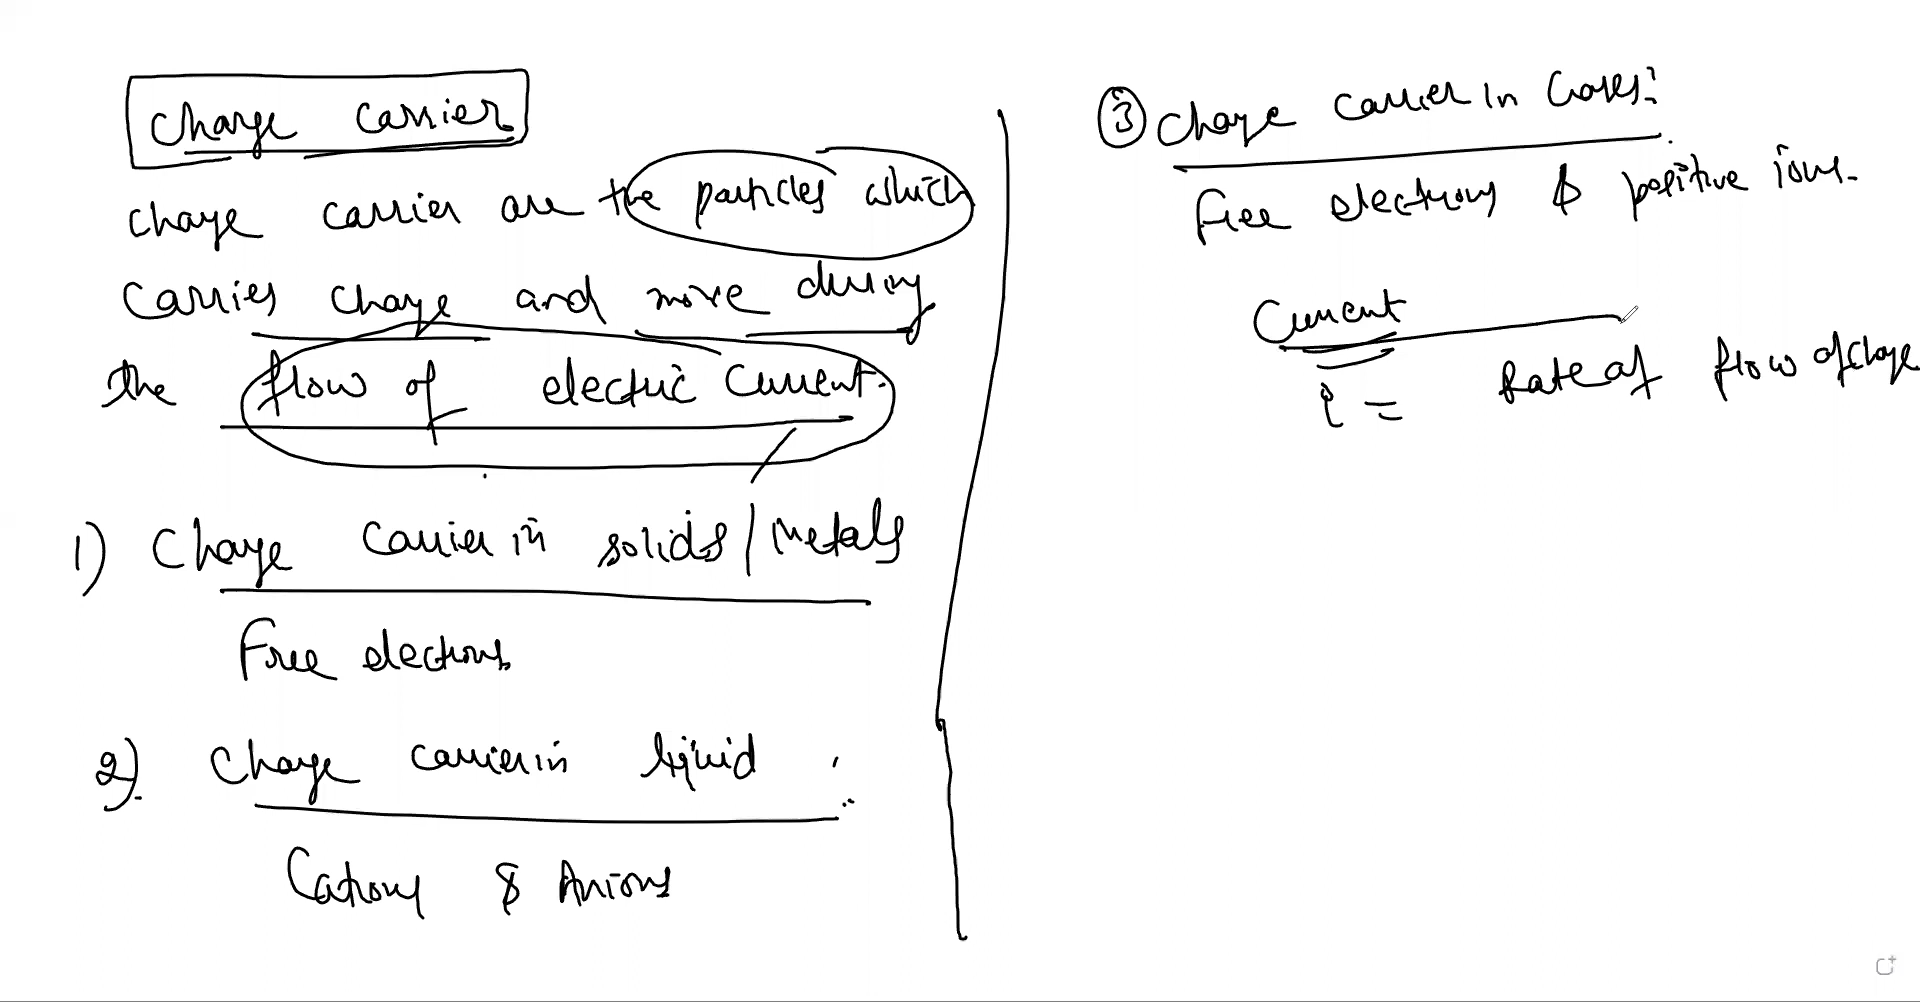 Charge Carrier
Charge Carrier are the particles which
Carries charge and move during
the flow of electric Current.
1) Charge Carrier in solids/metals
Free electrons
2). Charge Carrier in liquid :
Cations & Anions
③ Charge Carrier in Gases:
Free electrons & positive ions.
Current
i = Rate of flow of charge